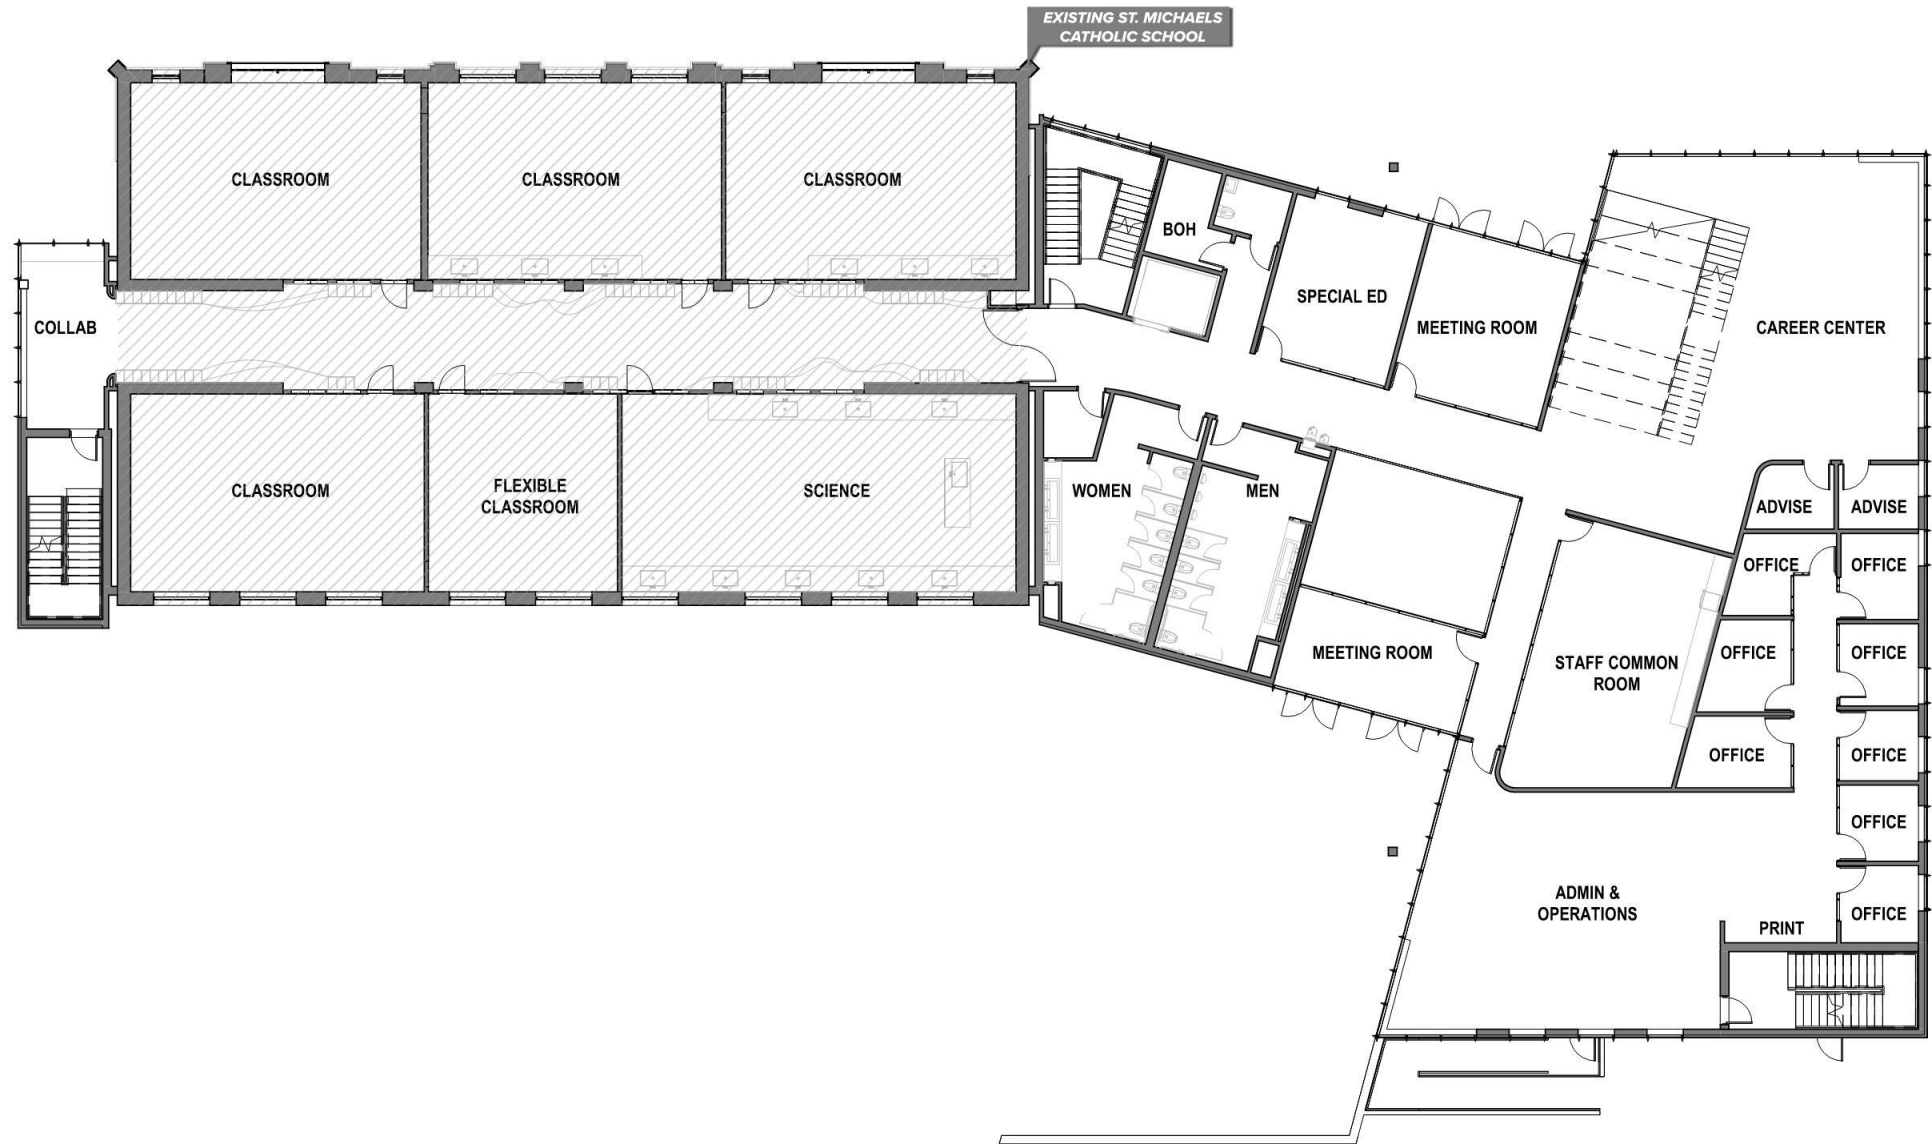 EXISTING ST. MICHAELS
CATHOLIC SCHOOL
CLASSROOM
CLASSROOM
CLASSROOM
BOH
SPECIAL ED
MEETING ROOM
CAREER CENTER
COLLAB
CLASSROOM
FLEXIBLE
CLASSROOM
SCIENCE
WOMEN
MEN
ADVISE
ADVISE
OFFICE
OFFICE
MEETING ROOM
STAFF COMMON
ROOM
OFFICE
OFFICE
OFFICE
OFFICE
OFFICE
ADMIN &
OPERATIONS
PRINT
OFFICE